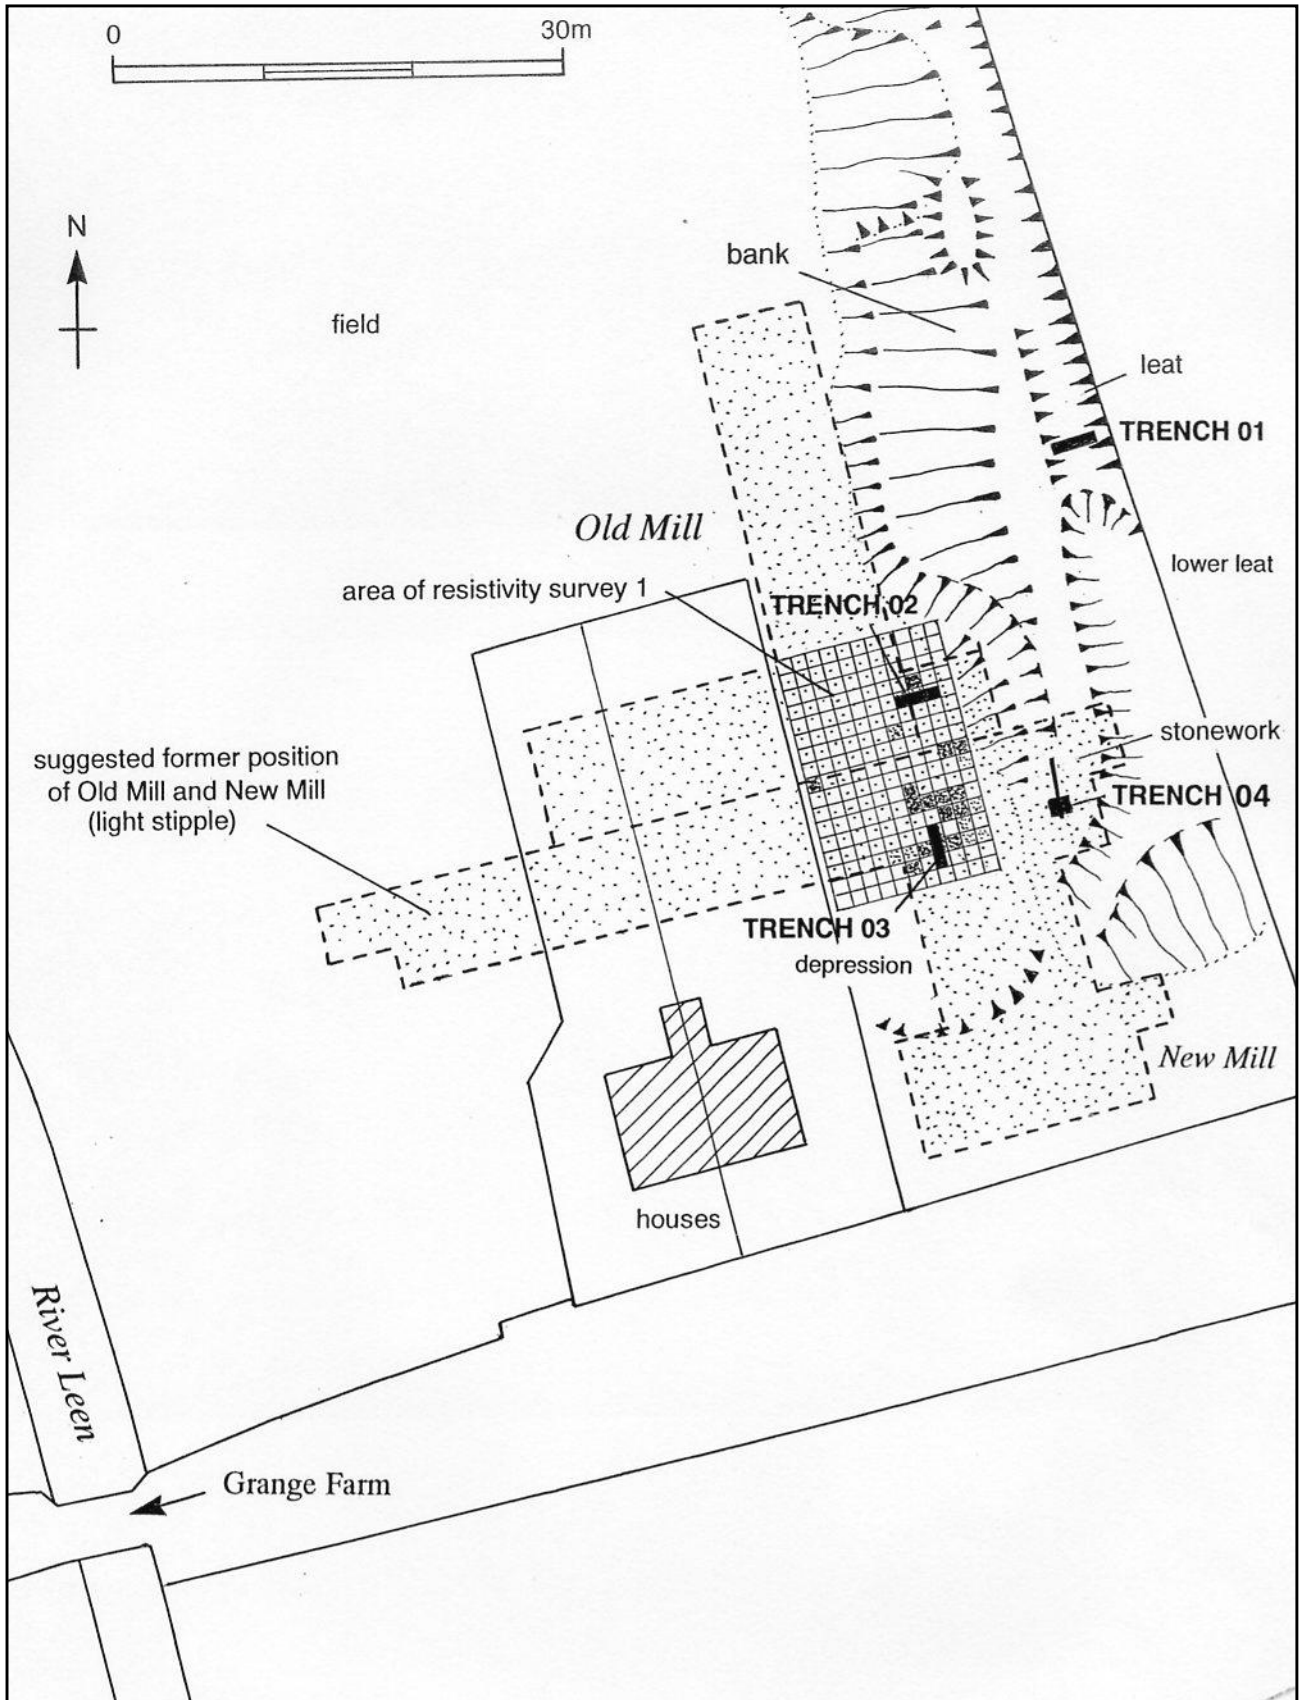 0
30m
N
field
bank
leat
TRENCH 01
Old Mill
lower leat
area of resistivity survey 1
TRENCH 02
stonework
suggested former position
of Old Mill and New Mill
(light stipple)
TRENCH 04
TRENCH 03
depression
New Mill
houses
River Leen
Grange Farm